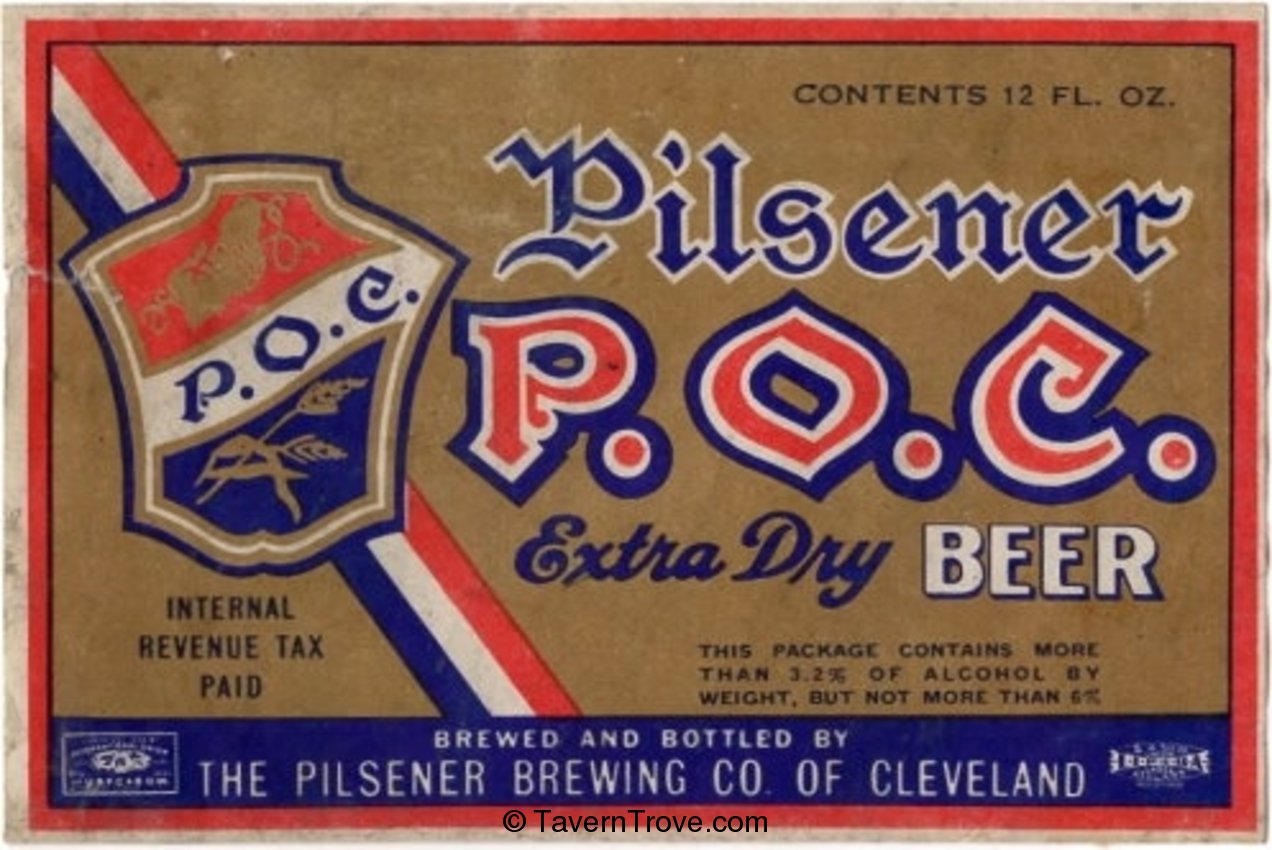 CONTENTS 12 FL. OZ.
Pilsener
P.O.C.
P.O.C.
Extra Dry BEER
INTERNAL
REVENUE TAX
PAID
THIS PACKAGE CONTAINS MORE
THAN 3.2% OF ALCOHOL BY
WEIGHT, BUT NOT MORE THAN 6%
BREWED AND BOTTLED BY
THE PILSENER BREWING CO. OF CLEVELAND
© TavernTrove.com